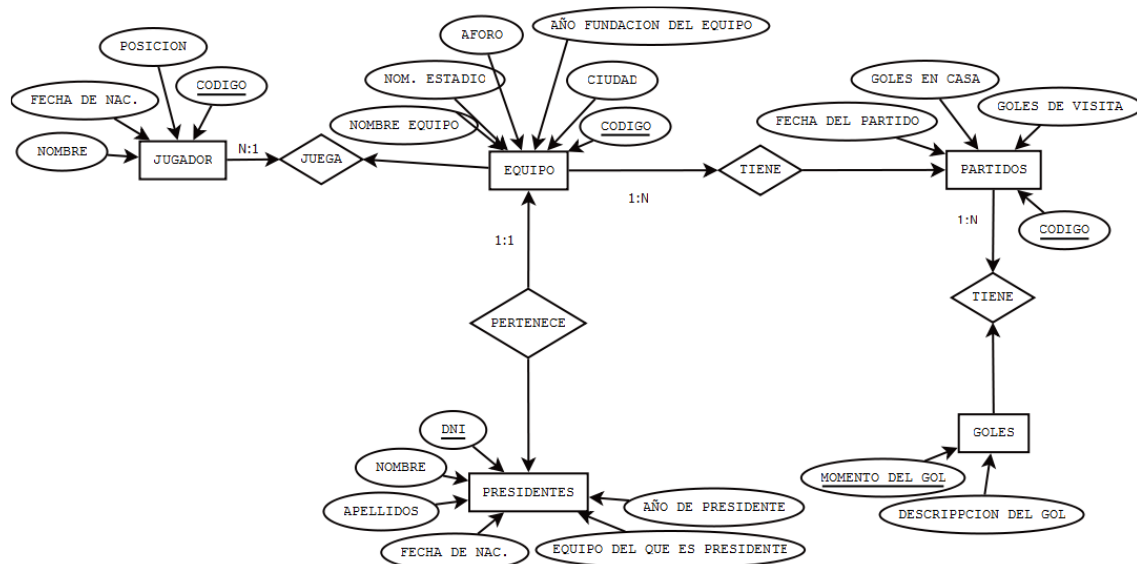 AÑO FUNDACION DEL EQUIPO
AFORO
POSICION
GOLES EN CASA
NOM. ESTADIO
CIUDAD
CODIGO
FECHA DE NAC.
GOLES DE VISITA
FECHA DEL PARTIDO
NOMBRE EQUIPO
CODIGO
NOMBRE
JUGADOR
N:1
JUEGA
EQUIPO
1:N
TIENE
PARTIDOS
1:N
CODIGO
1:1
TIENE
PERTENECE
DNI
GOLES
NOMBRE
MOMENTO DEL GOL
PRESIDENTES
APELLIDOS
AÑO DE PRESIDENTE
DESCRIPPCION DEL GOL
FECHA DE NAC.
EQUIPO DEL QUE ES PRESIDENTE